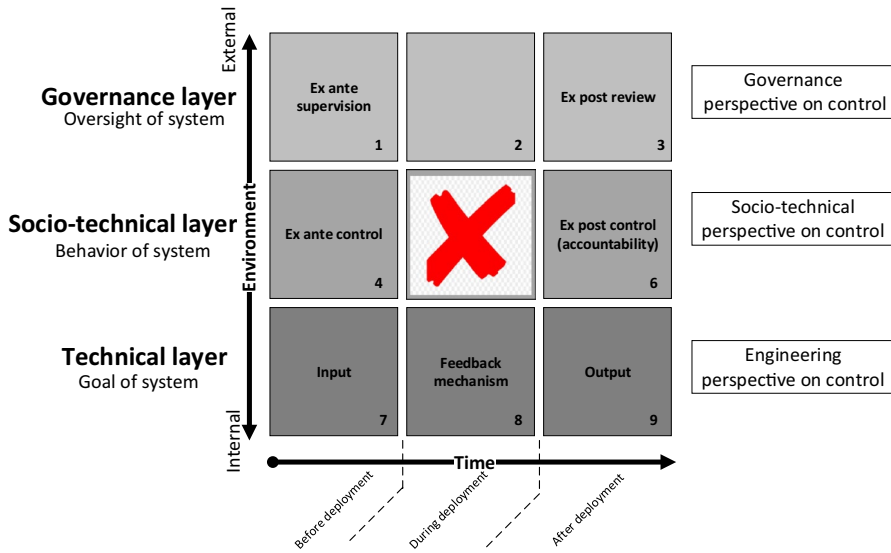 External
Environment
Internal
Governance layer
Oversight of system
Ex ante
supervision
1
2
Ex post review
3
Governance
perspective on control
Socio-technical layer
Behavior of system
Ex ante control
4
Ex post control
(accountability)
6
Socio-technical
perspective on control
Technical layer
Goal of system
Input
7
Feedback
mechanism
8
Output
9
Engineering
perspective on control
Time
Before deployment
During deployment
After deployment